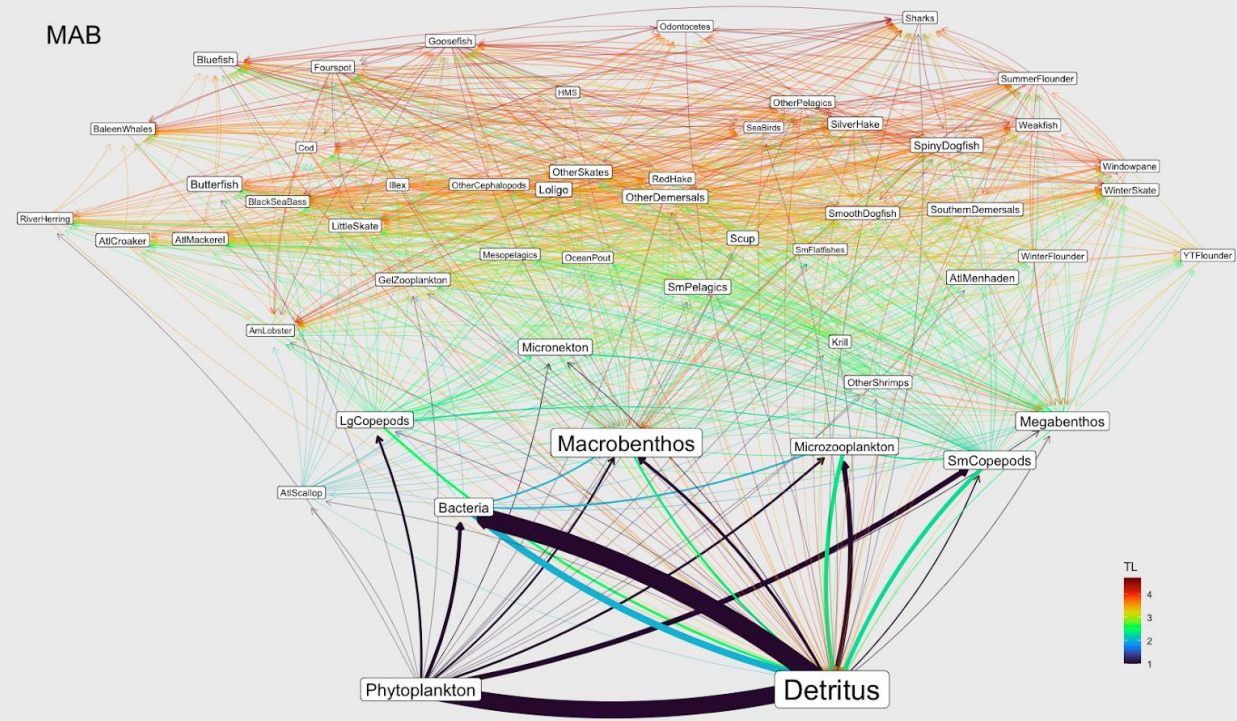 MAB
Sharks
Odontocetes
Goosefish
Bluefish
Fourspot
SummerFlounder
HMS
OtherPelagics
BaleenWhales
SeaBirds
SilverHake
Weakfish
Cod
SpinyDogfish
Windowpane
OtherSkates
RedHake
Butterfish
Illex
OtherCephalopods
Loligo
WinterSkate
BlackSeaBass
OtherDemersals
RiverHerring
LittleSkate
SmoothDogfish
SouthernDemersals
AtlCroaker
AtlMackerel
Scup
Mesopelagics
OceanPout
SmFlatfishes
WinterFlounder
YTFlounder
GelZooplankton
SmPelagics
AtlMenhaden
AmLobster
Micronekton
Krill
OtherShrimps
LgCopepods
Macrobenthos
Microzooplankton
Megabenthos
SmCopepods
AtlScallop
Bacteria
TL
4
3
2
1
Phytoplankton
Detritus